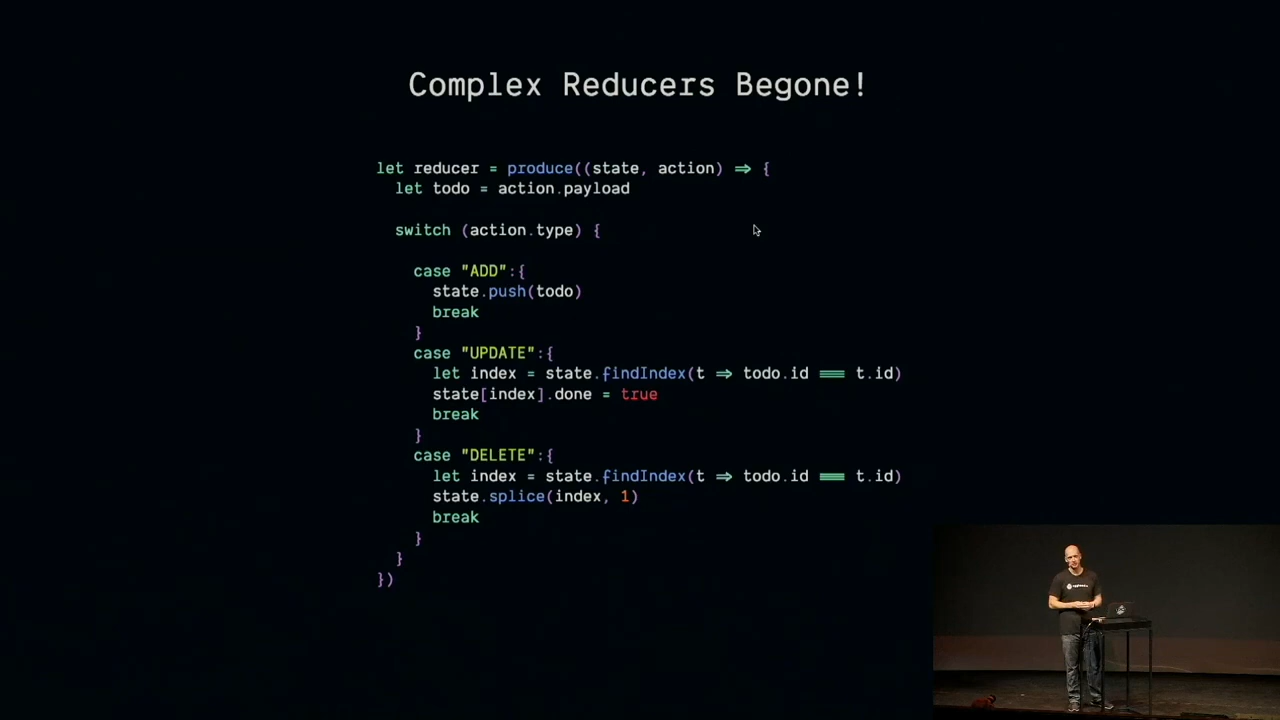 Complex Reducers Begone!
let reducer = produce((state, action) => {
let todo = action.payload
switch (action.type) {
case "ADD":{
state.push(todo)
break
}
case "UPDATE":{
let index = state.findIndex(t => todo.id === t.id)
state[index].done = true
break
}
case "DELETE":{
let index = state.findIndex(t => todo.id === t.id)
state.splice(index, 1)
break
}
}
})